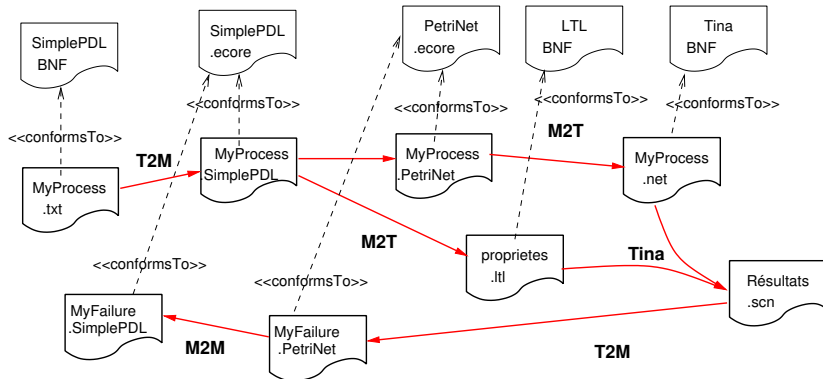 SimplePDL
BNF
SimplePDL
.ecore
PetriNet
.ecore
LTL
BNF
Tina
BNF
<<conformsTo>>
<<conformsTo>>
<<conformsTo>>
<<conformsTo>>
<<conformsTo>>
T2M
M2T
MyProcess
.txt
MyProcess
.SimplePDL
MyProcess
.PetriNet
MyProcess
.net
M2T
proprietes
.ltl
Tina
Résultats
.scn
<<conformsTo>>
<<conformsTo>>
MyFailure
.SimplePDL
M2M
MyFailure
.PetriNet
T2M